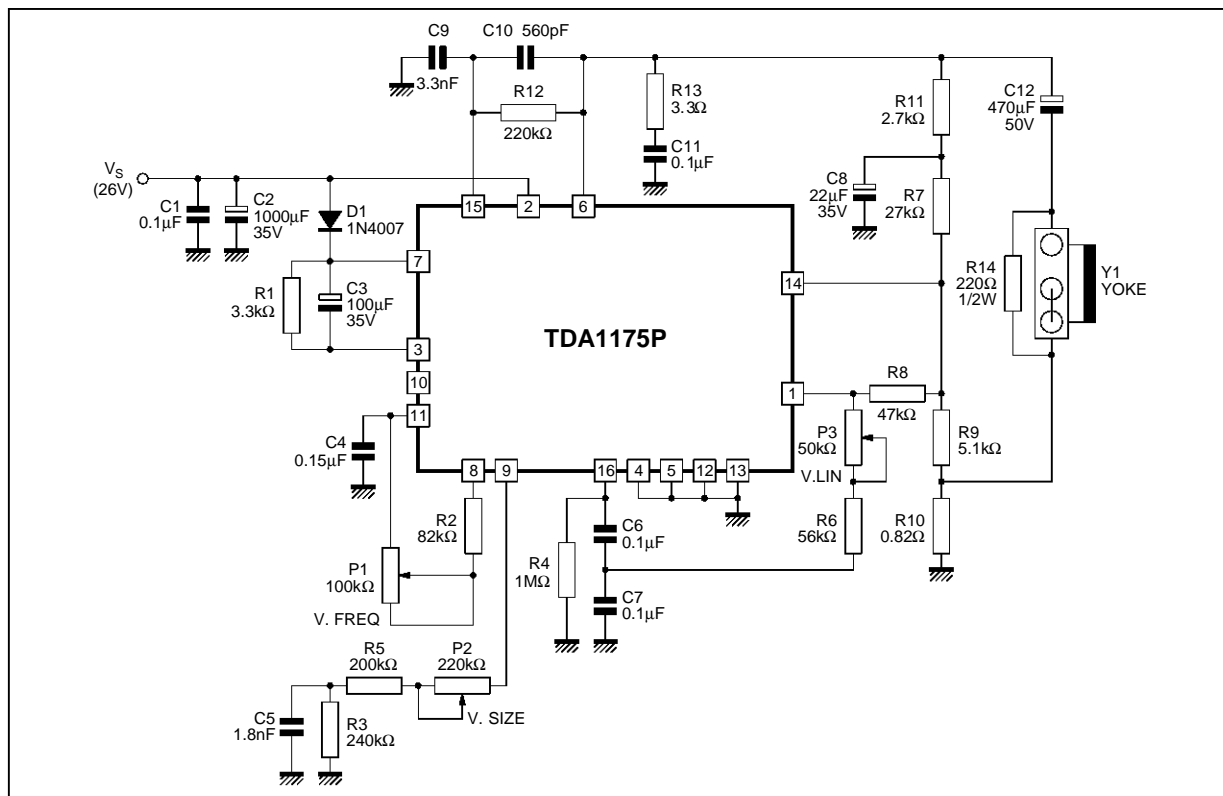 C9
C10 560pF
3.3nF
R12
220kΩ
R13
3.3Ω
C11
0.1µF
R11
2.7kΩ
C12
470µF
50V
VS
(26V)
C1
0.1µF
C2
1000µF
35V
D1
1N4007
C8
22µF
35V
R7
27kΩ
15
2
6
7
R1
3.3kΩ
C3
100µF
35V
14
R14
220Ω
1/2W
Y1
YOKE
TDA1175P
3
10
11
1
R8
47kΩ
C4
0.15µF
P3
50kΩ
V.LIN
R9
5.1kΩ
8
9
16
4
5
12
13
R2
82kΩ
C6
0.1µF
R6
56kΩ
R10
0.82Ω
P1
100kΩ
R4
1MΩ
C7
0.1µF
V. FREQ
R5
200kΩ
P2
220kΩ
V. SIZE
C5
1.8nF
R3
240kΩ